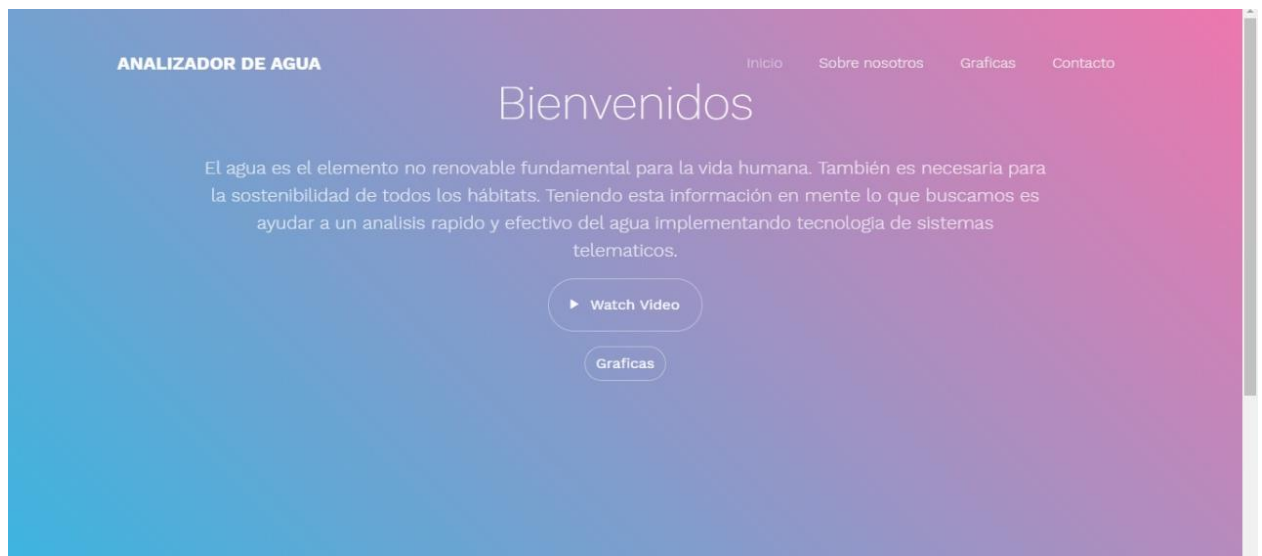 ANALIZADOR DE AGUA
Inicio Sobre nosotros Graficas Contacto
Bienvenidos
El agua es el elemento no renovable fundamental para la vida humana. También es necesaria para
la sostenibilidad de todos los hábitats. Teniendo esta información en mente lo que buscamos es
ayudar a un analisis rapido y efectivo del agua implementando tecnologia de sistemas
telematicos.
Watch Video
Graficas